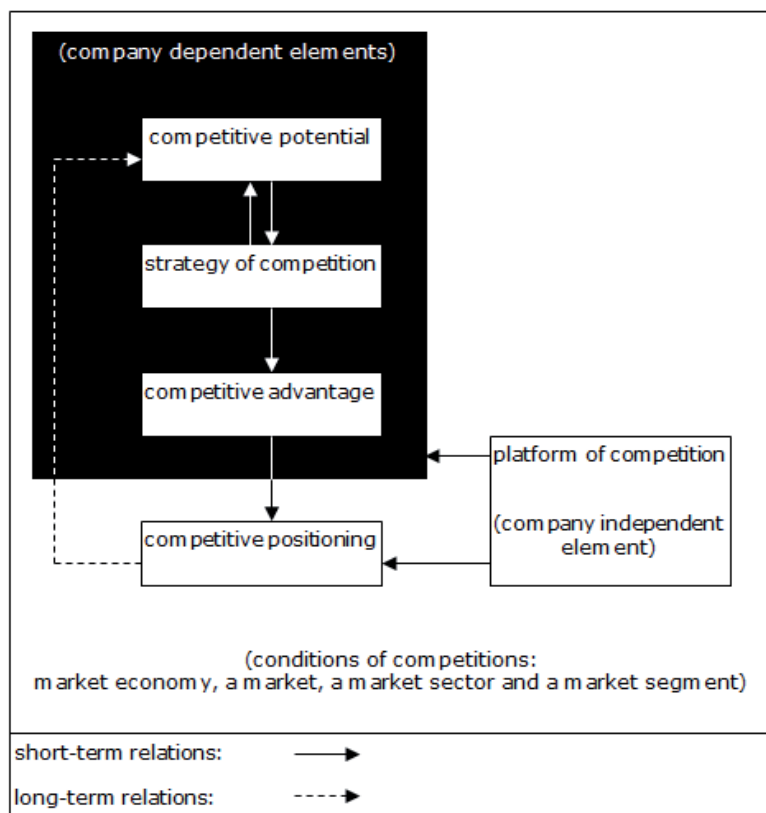 (company dependent elements)
competitive potential
strategy of competition
competitive advantage
platform of competition
(company independent
element)
competitive positioning
(conditions of competitions:
market economy, a market, a market sector and a market segment)
short-term relations:
long-term relations: